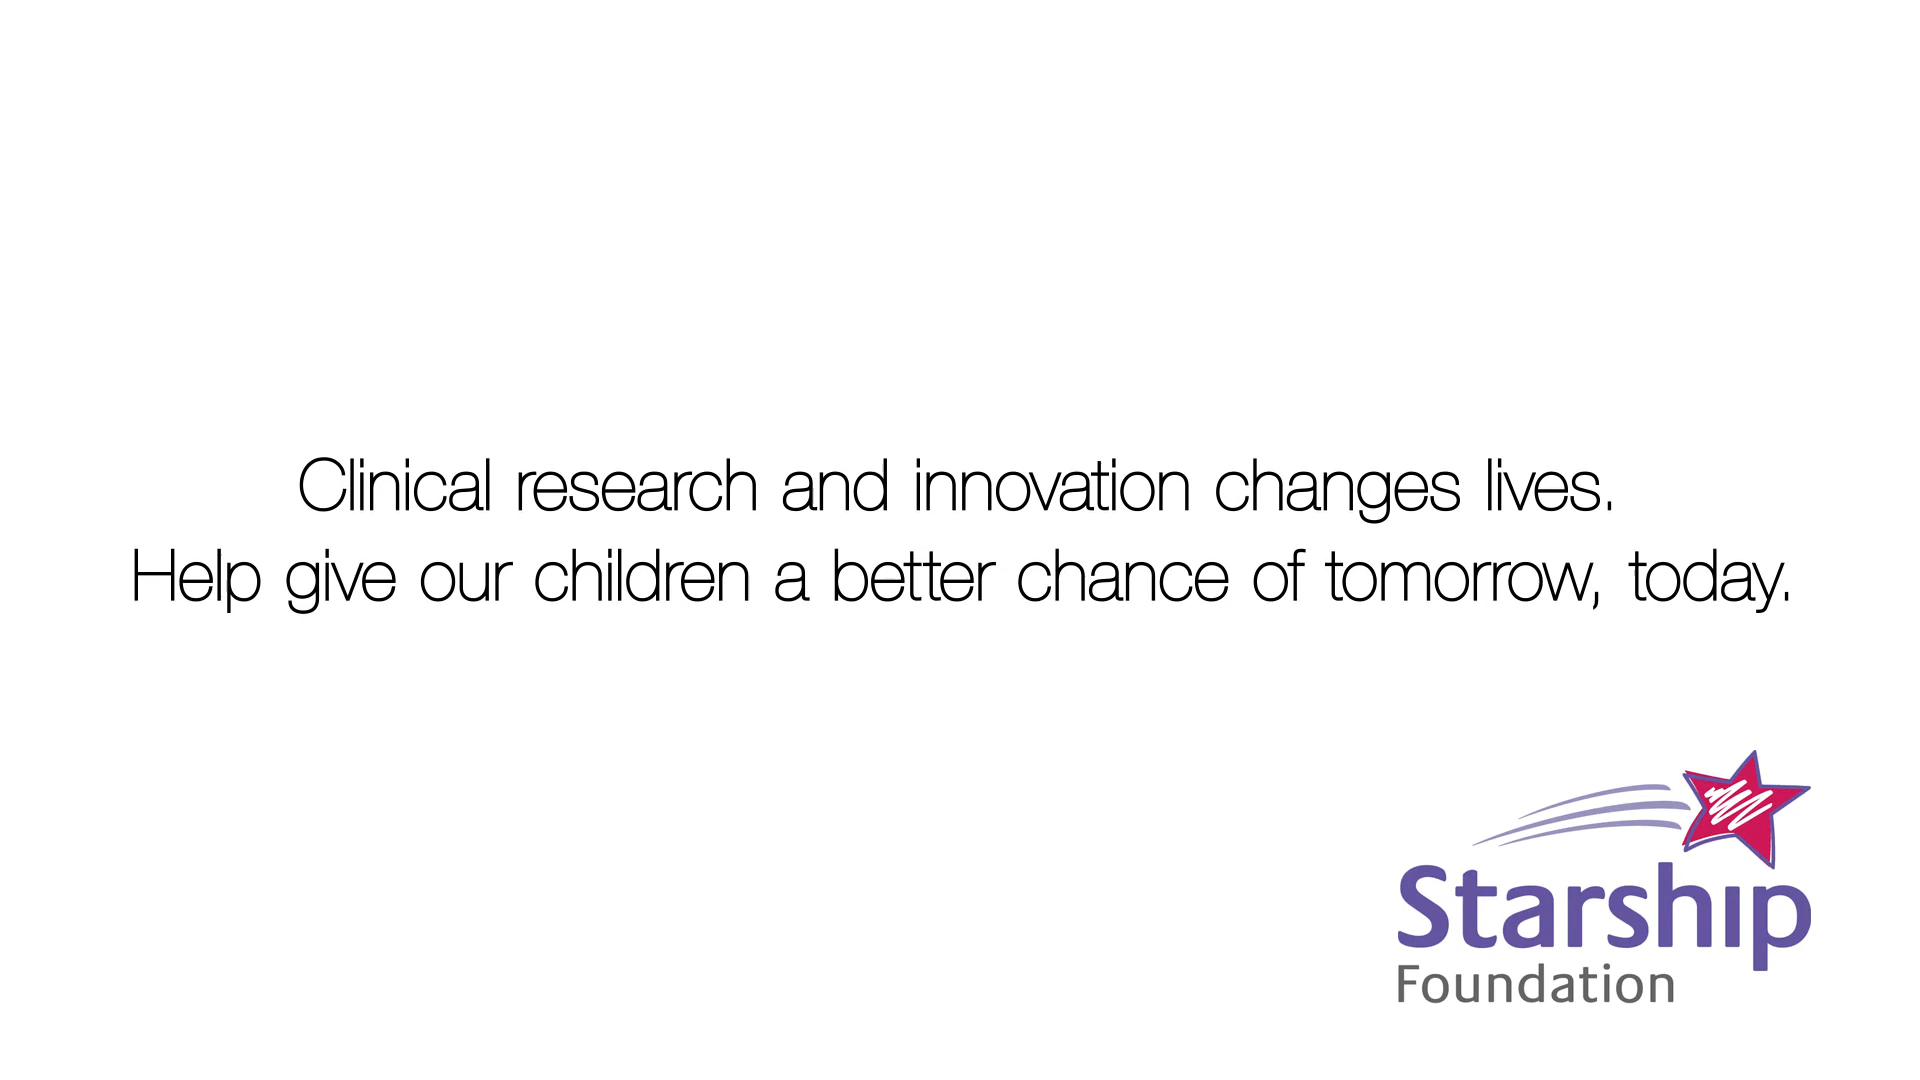 Clinical research and innovation changes lives.
Help give our children a better chance of tomorrow, today.
Starship
Foundation